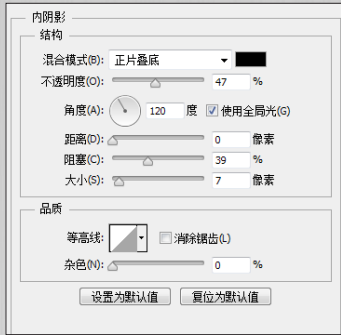 内阴影
结构
混合模式(B): 正片叠底
不透明度(O): 47 %
角度(A): 120 度 使用全局光(G)
距离(D): 0 像素
阻塞(C): 39 %
大小(S): 7 像素
品质
等高线: 消除锯齿(L)
杂色(N): 0 %
设置为默认值 复位为默认值